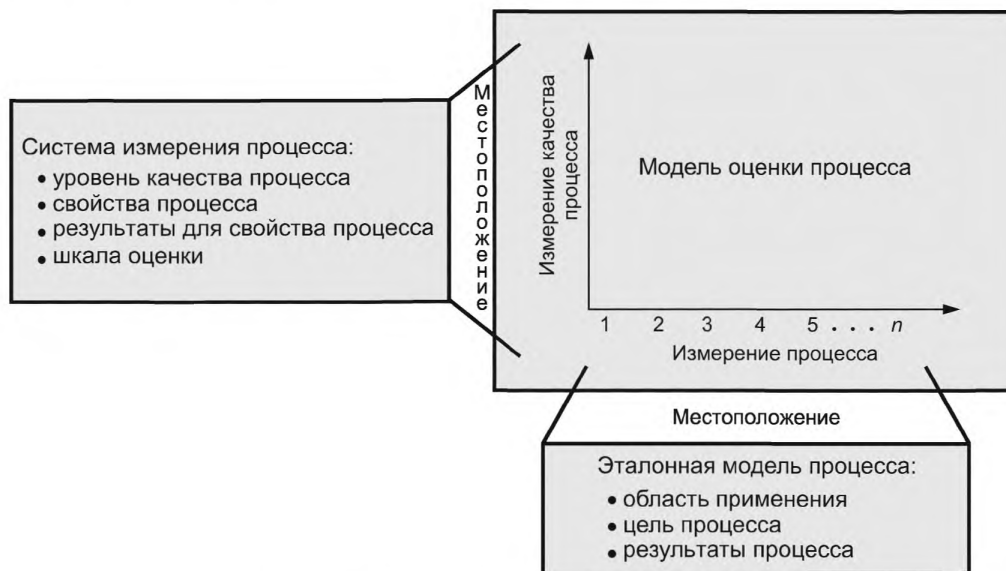 Система измерения процесса:
• уровень качества процесса
• свойства процесса
• результаты для свойства процесса
• шкала оценки
Местоположение
Измерение качества
процесса
Модель оценки процесса
1 2 3 4 5 . . . n
Измерение процесса
Местоположение
Эталонная модель процесса:
• область применения
• цель процесса
• результаты процесса